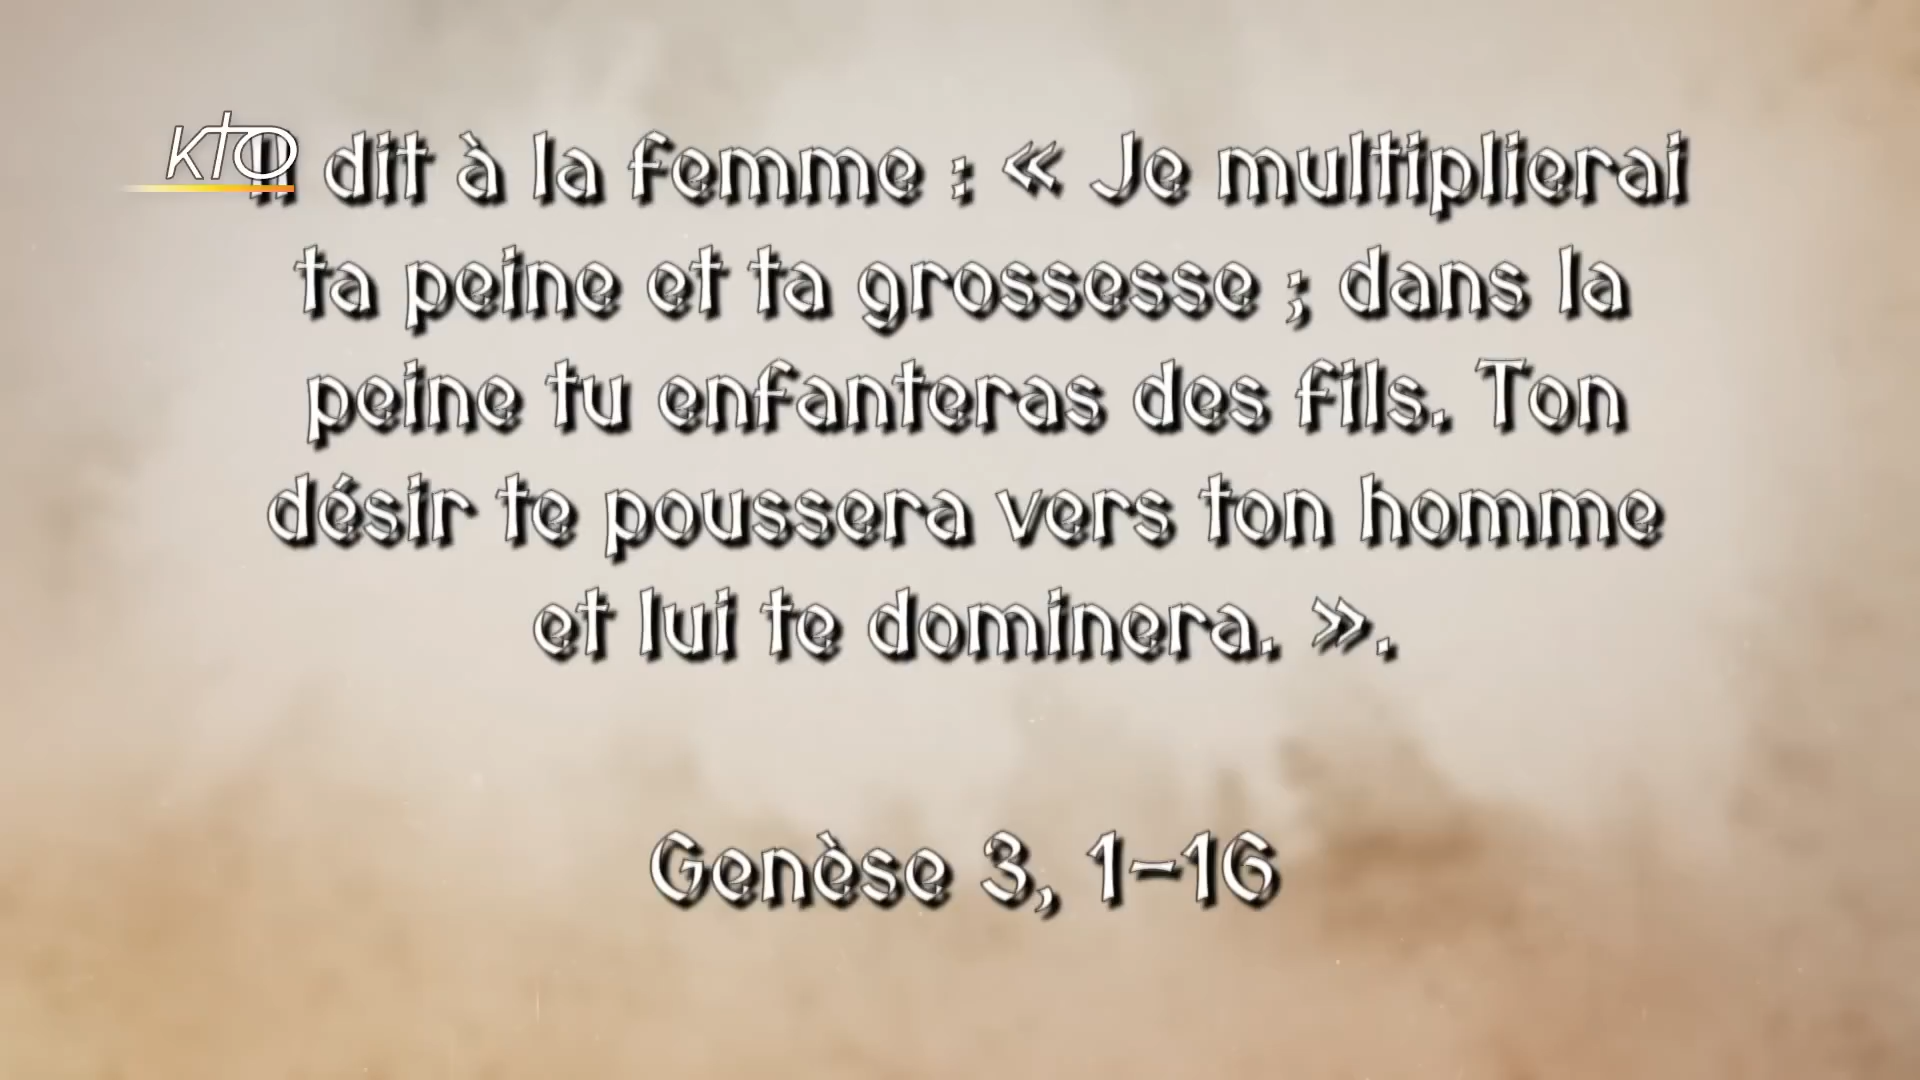 KTO
Il dit à la femme : « Je multiplierai
ta peine et ta grossesse ; dans la
peine tu enfanteras des fils. Ton
désir te poussera vers ton homme
et lui te dominera. ».
Genèse 3, 1-16